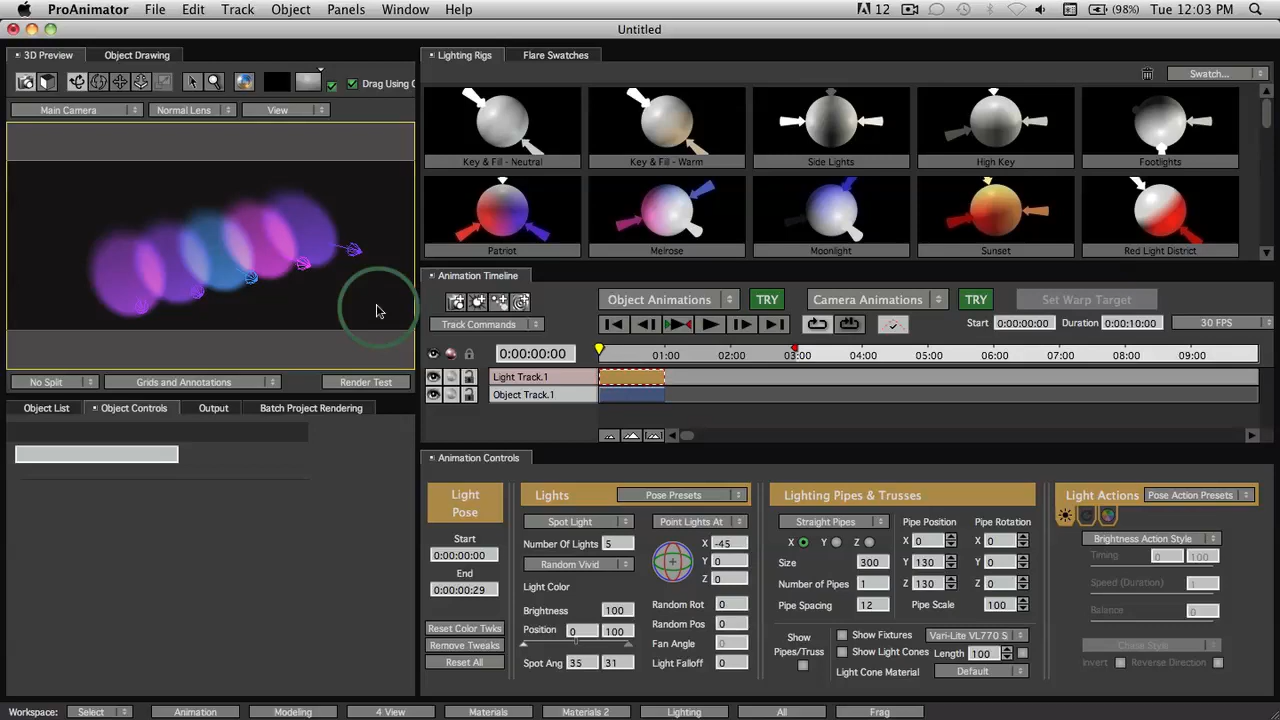 ProAnimator File Edit Track Object Panels Window Help 12 (98%) Tue 12:03 PM
Untitled
3D Preview Object Drawing
Drag Using C
Main Camera Normal Lens View
No Split Grids and Annotations Render Test
Object List Object Controls Output Batch Project Rendering
Lighting Rigs Flare Swatches
Swatch...
Key & Fill - Neutral Key & Fill - Warm Side Lights High Key Footlights
Patriot Melrose Moonlight Sunset Red Light District
Animation Timeline
Object Animations TRY Camera Animations TRY Set Warp Target
Track Commands Start 0:00:00:00 Duration 0:00:10:00 30 FPS
0:00:00:00 01:00 02:00 03:00 04:00 05:00 06:00 07:00 08:00 09:00
Light Track.1
Object Track.1
Animation Controls
Light Pose
Start
0:00:00:00
End
0:00:00:29
Reset Color Twks
Remove Tweaks
Reset All
Lights Pose Presets
Spot Light Point Lights At
Number Of Lights 5 X -45
Random Vivid Y 0
Light Color Z 0
Brightness 100 Random Rot 0
Position 0 100 Random Pos 0
Fan Angle 0
Spot Ang 35 31 Light Falloff 0
Lighting Pipes & Trusses
Straight Pipes Pipe Position Pipe Rotation
X Y Z X 0 X 0
Size 300 Y 130 Y 0
Number of Pipes 1 Z 130 Z 0
Pipe Spacing 12 Pipe Scale 100
Show Pipes/Truss
Show Fixtures Vari-Lite VL770 S
Show Light Cones Length 100
Light Cone Material Default
Light Actions Pose Action Presets
Brightness Action Style
Timing 0 100
Speed (Duration) 1
Balance 0
Chase Style
Invert Reverse Direction
Workspace: Select Animation Modeling 4 View Materials Materials 2 Lighting All Frag